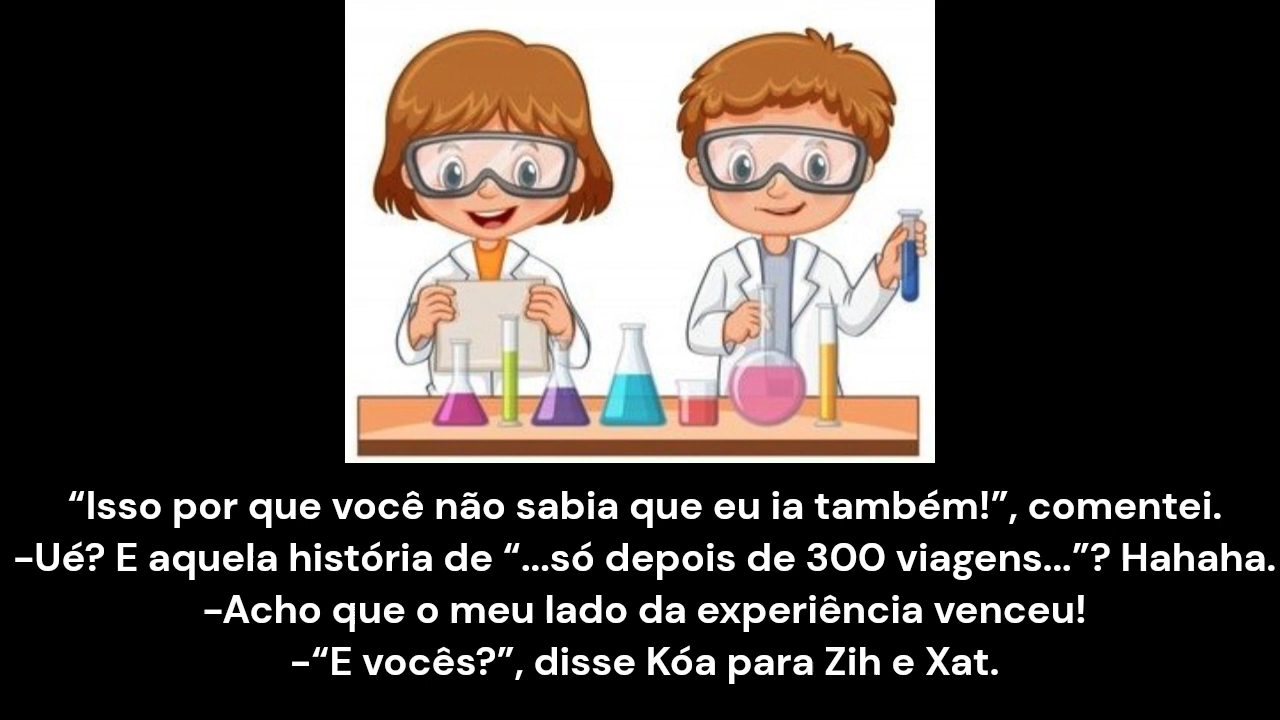 “Isso por que você não sabia que eu ia também!”, comentei.
-Ué? E aquela história de “...só depois de 300 viagens...”? Hahaha.
-Acho que o meu lado da experiência venceu!
-“E vocês?”, disse Kóa para Zih e Xat.